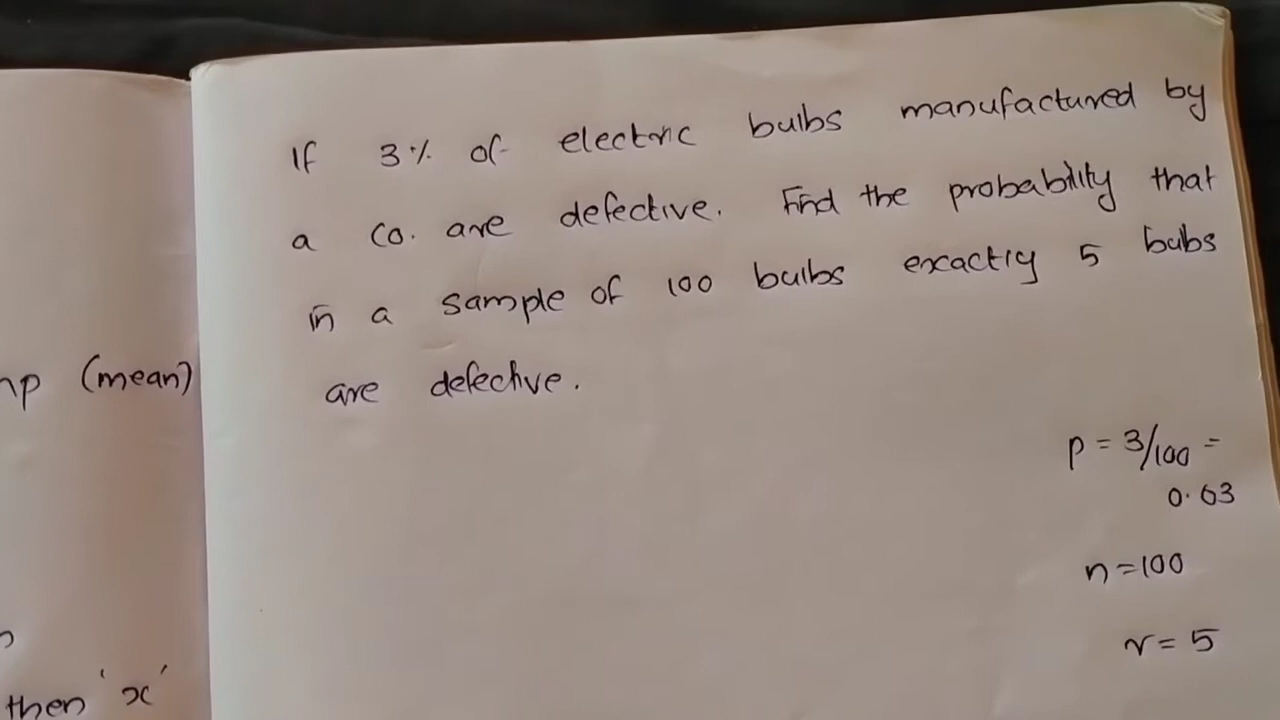 If 3% of electric bulbs manufactured by
a Co. are defective. Find the probability that
in a sample of 100 bulbs exactly 5 bubs
are defective.
np (mean)
p = 3/100 =
0.03
n=100
r = 5
then 'x'